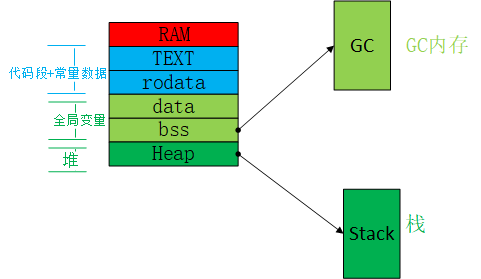 RAM
TEXT
rodata
data
bss
Heap
代码段+常量数据
全局变量
堆
GC
GC内存
Stack
栈